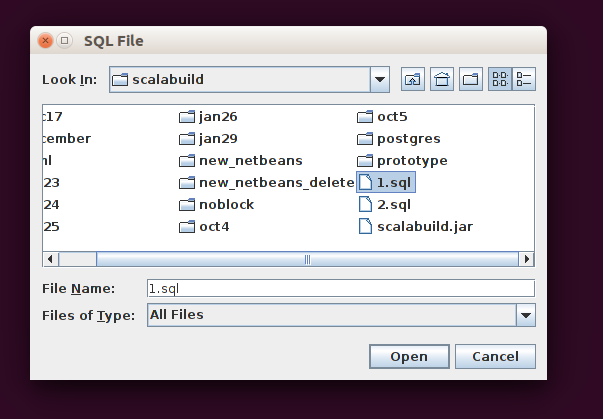 SQL File
Look In: scalabuild
:17 jan26 oct5
cember jan29 postgres
nl new_netbeans prototype
23 new_netbeans_delete 1.sql
24 noblock 2.sql
25 oct4 scalabuild.jar
File Name: 1.sql
Files of Type: All Files
Open Cancel